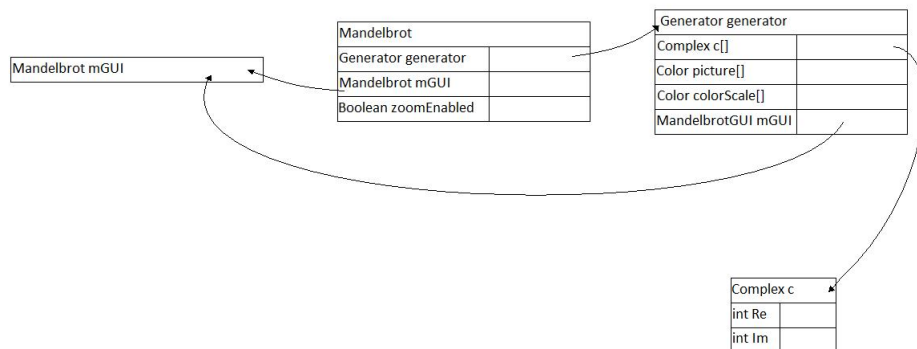 Mandelbrot mGUI
Mandelbrot
Generator generator
Mandelbrot mGUI
Boolean zoomEnabled
Generator generator
Complex c[]
Color picture[]
Color colorScale[]
MandelbrotGUI mGUI
Complex c
int Re
int Im